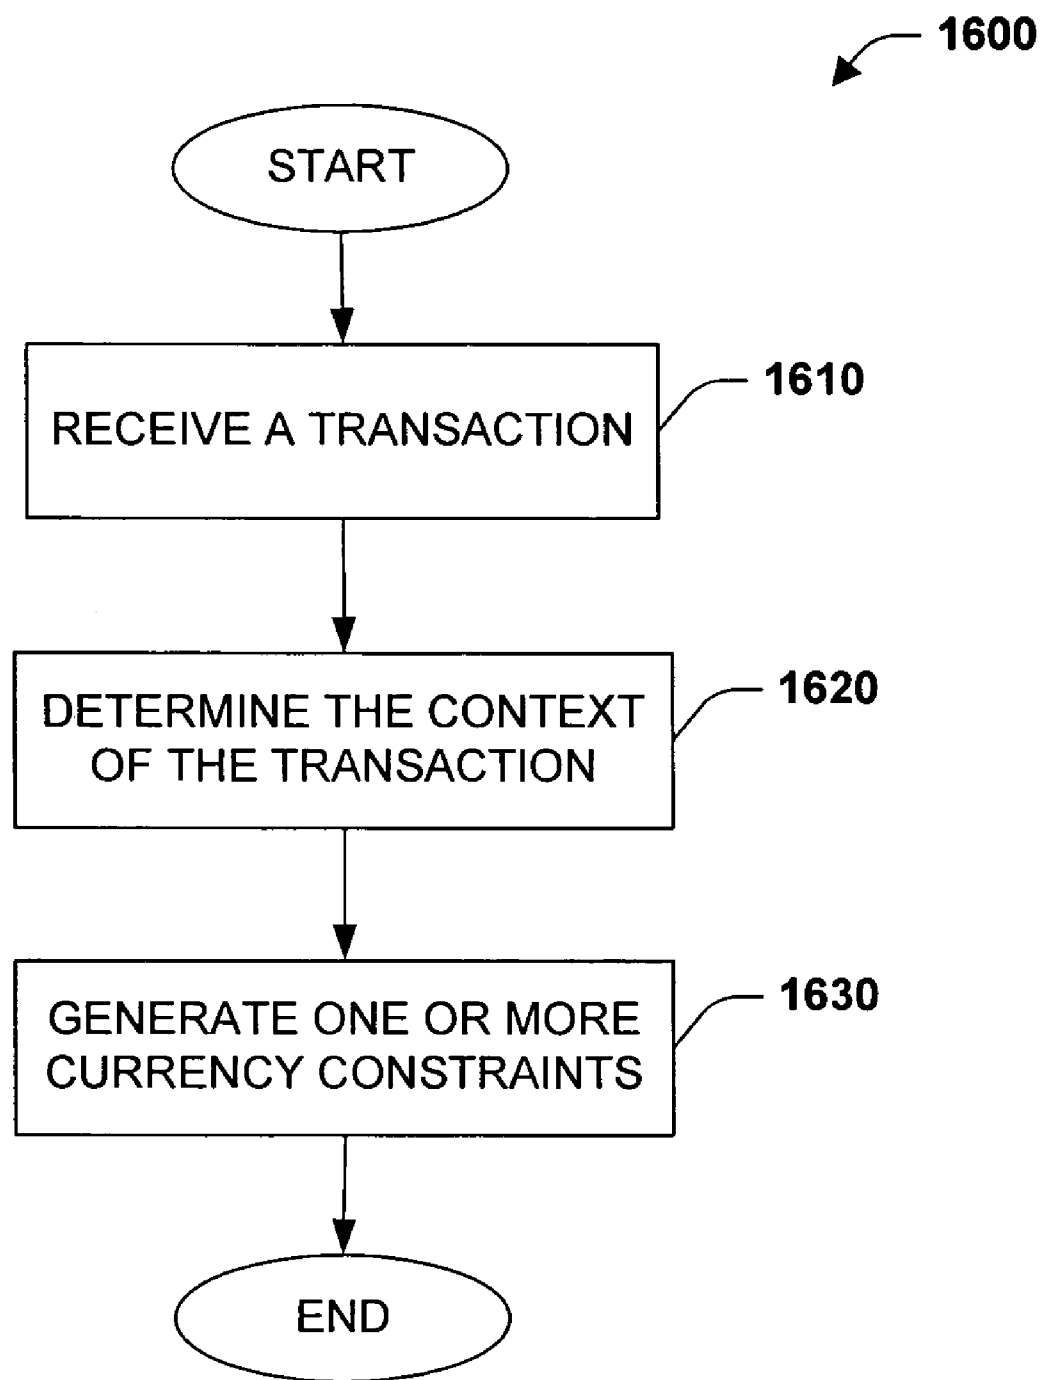 1600
START
RECEIVE A TRANSACTION
1610
DETERMINE THE CONTEXT
OF THE TRANSACTION
1620
GENERATE ONE OR MORE
CURRENCY CONSTRAINTS
1630
END